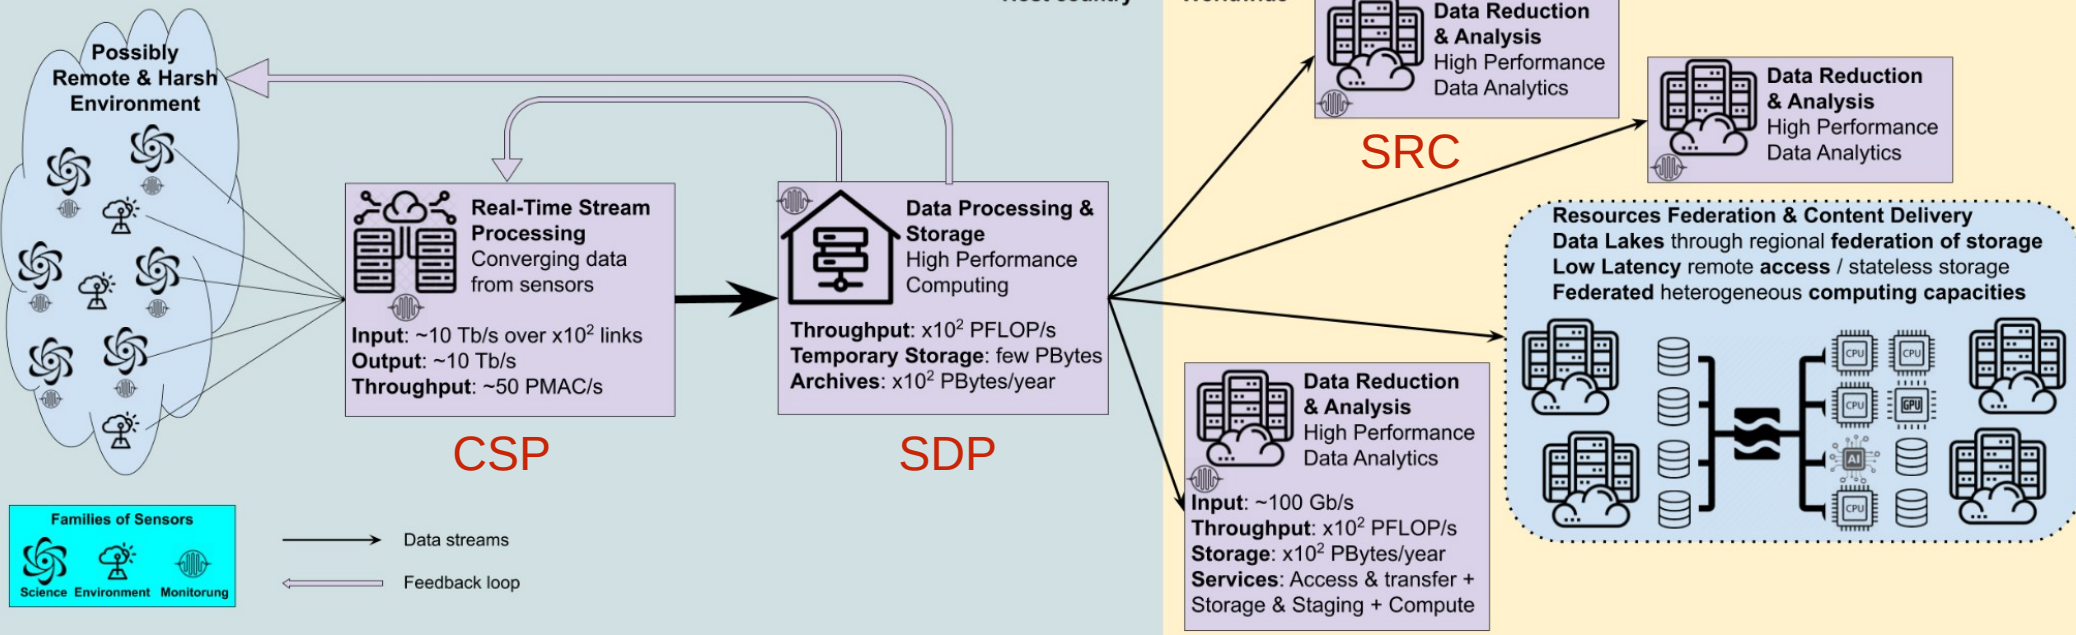 Host country
Worldwide
Possibly
Remote & Harsh
Environment
Real-Time Stream
Processing
Converging data
from sensors
Input: ~10 Tb/s over x10² links
Output: ~10 Tb/s
Throughput: ~50 PMAC/s
CSP
Data Processing &
Storage
High Performance
Computing
Throughput: x10² PFLOP/s
Temporary Storage: few PBytes
Archives: x10² PBytes/year
SDP
Data Reduction
& Analysis
High Performance
Data Analytics
SRC
Data Reduction
& Analysis
High Performance
Data Analytics
Resources Federation & Content Delivery
Data Lakes through regional federation of storage
Low Latency remote access / stateless storage
Federated heterogeneous computing capacities
CPU
CPU
CPU
GPU
AI
CPU
Data Reduction
& Analysis
High Performance
Data Analytics
Input: ~100 Gb/s
Throughput: x10² PFLOP/s
Storage: x10² PBytes/year
Services: Access & transfer +
Storage & Staging + Compute
Families of Sensors
Science Environment Monitorung
Data streams
Feedback loop